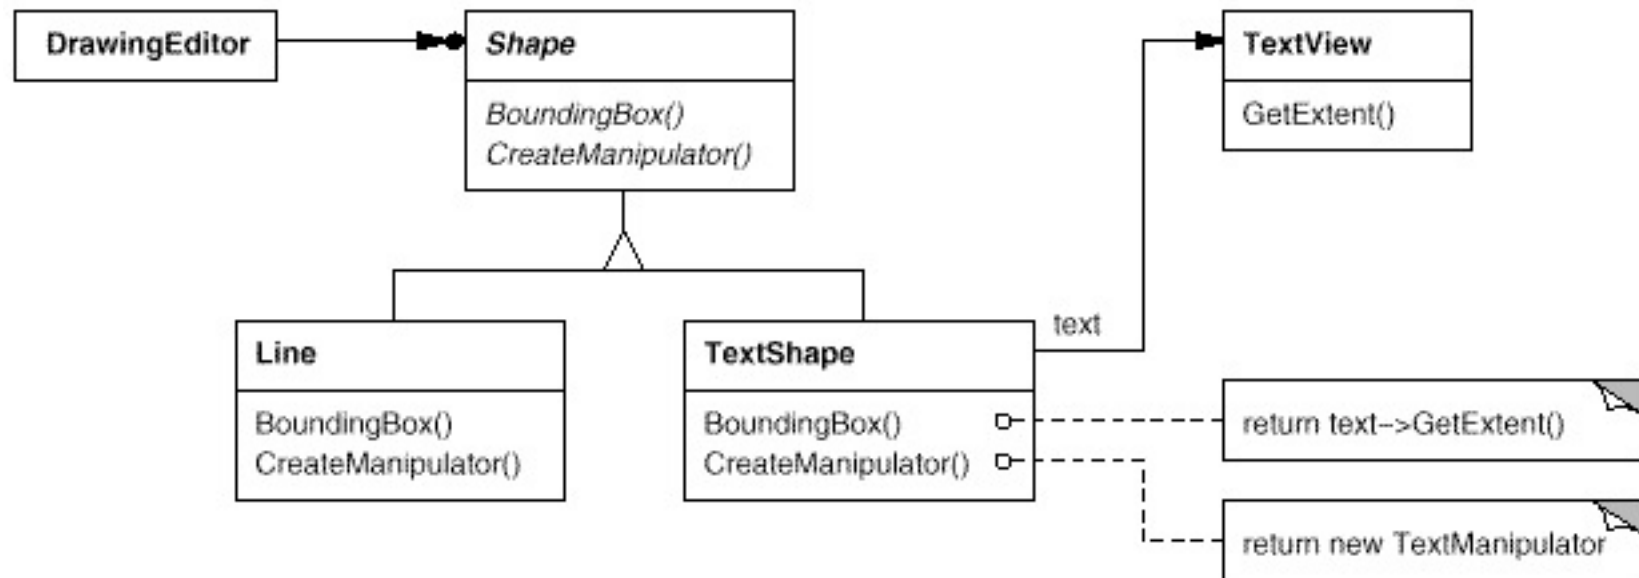 DrawingEditor
Shape
BoundingBox()
CreateManipulator()
TextView
GetExtent()
Line
BoundingBox()
CreateManipulator()
TextShape
BoundingBox()
CreateManipulator()
text
return text-->GetExtent()
return new TextManipulator